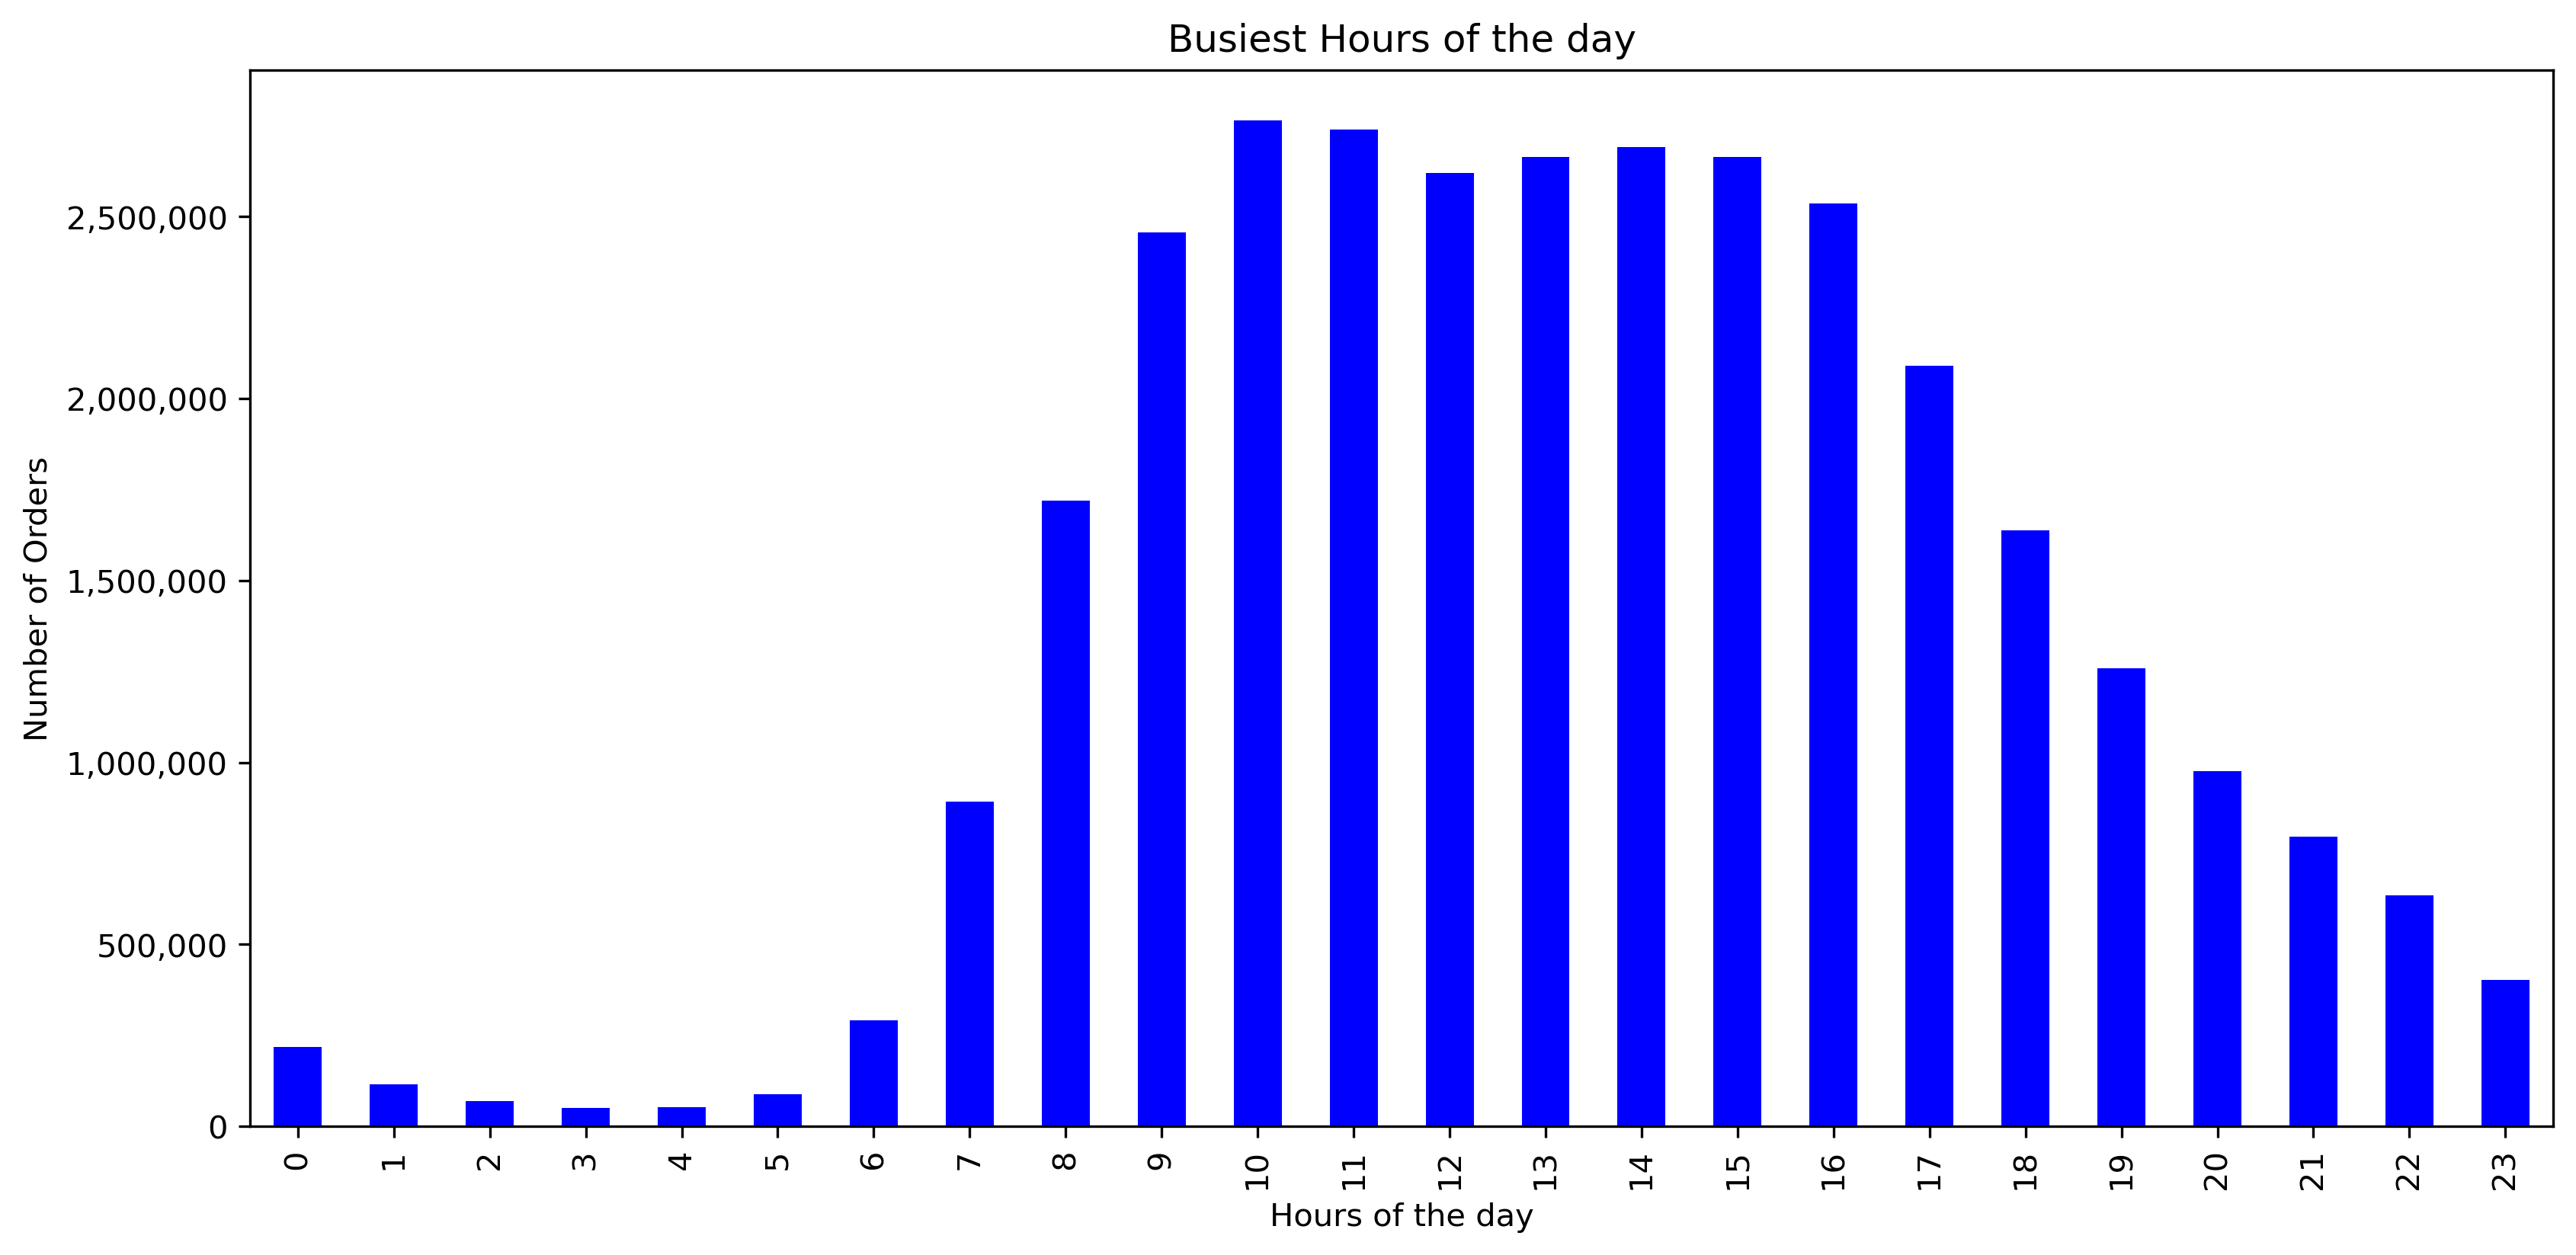 Busiest Hours of the day
Number of Orders
2,500,000
2,000,000
1,500,000
1,000,000
500,000
0
0 1 2 3 4 5 6 7 8 9 10 11 12 13 14 15 16 17 18 19 20 21 22 23
Hours of the day